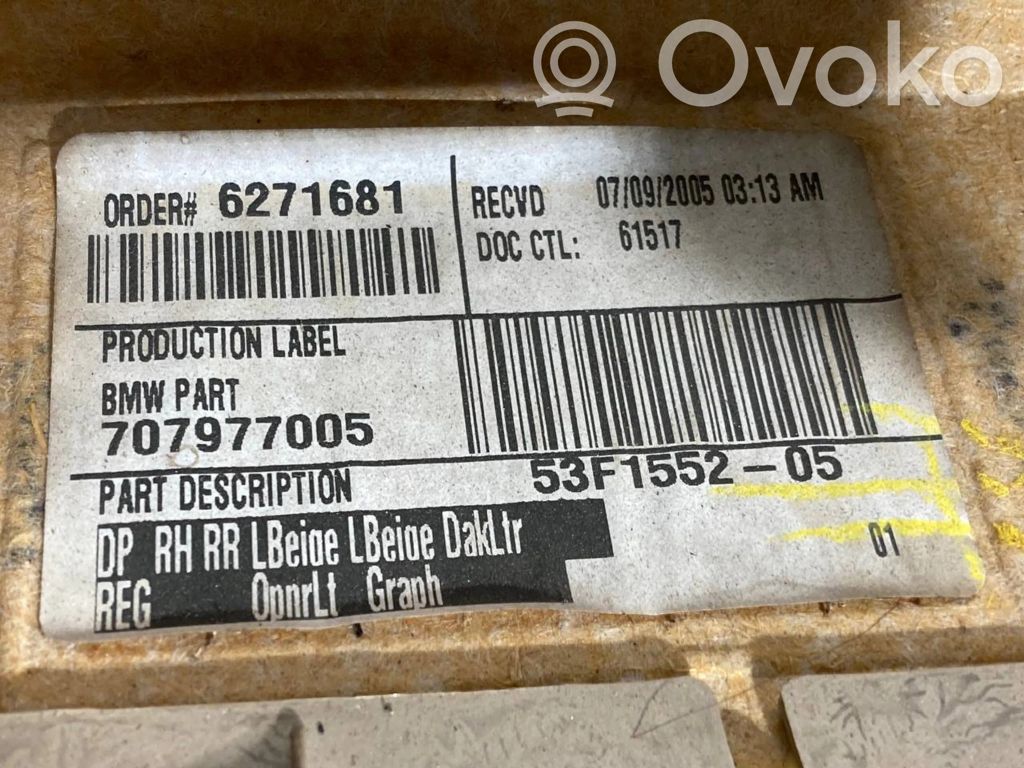 Ovoko
ORDER# 6271681
RECVD 07/09/2005 03:13 AM
DOC CTL: 61517
PRODUCTION LABEL
BMW PART
707977005
53F1552-05
PART DESCRIPTION
DP RH RR LBeige LBeige DakLtr
REG OpnrLt Graph
01